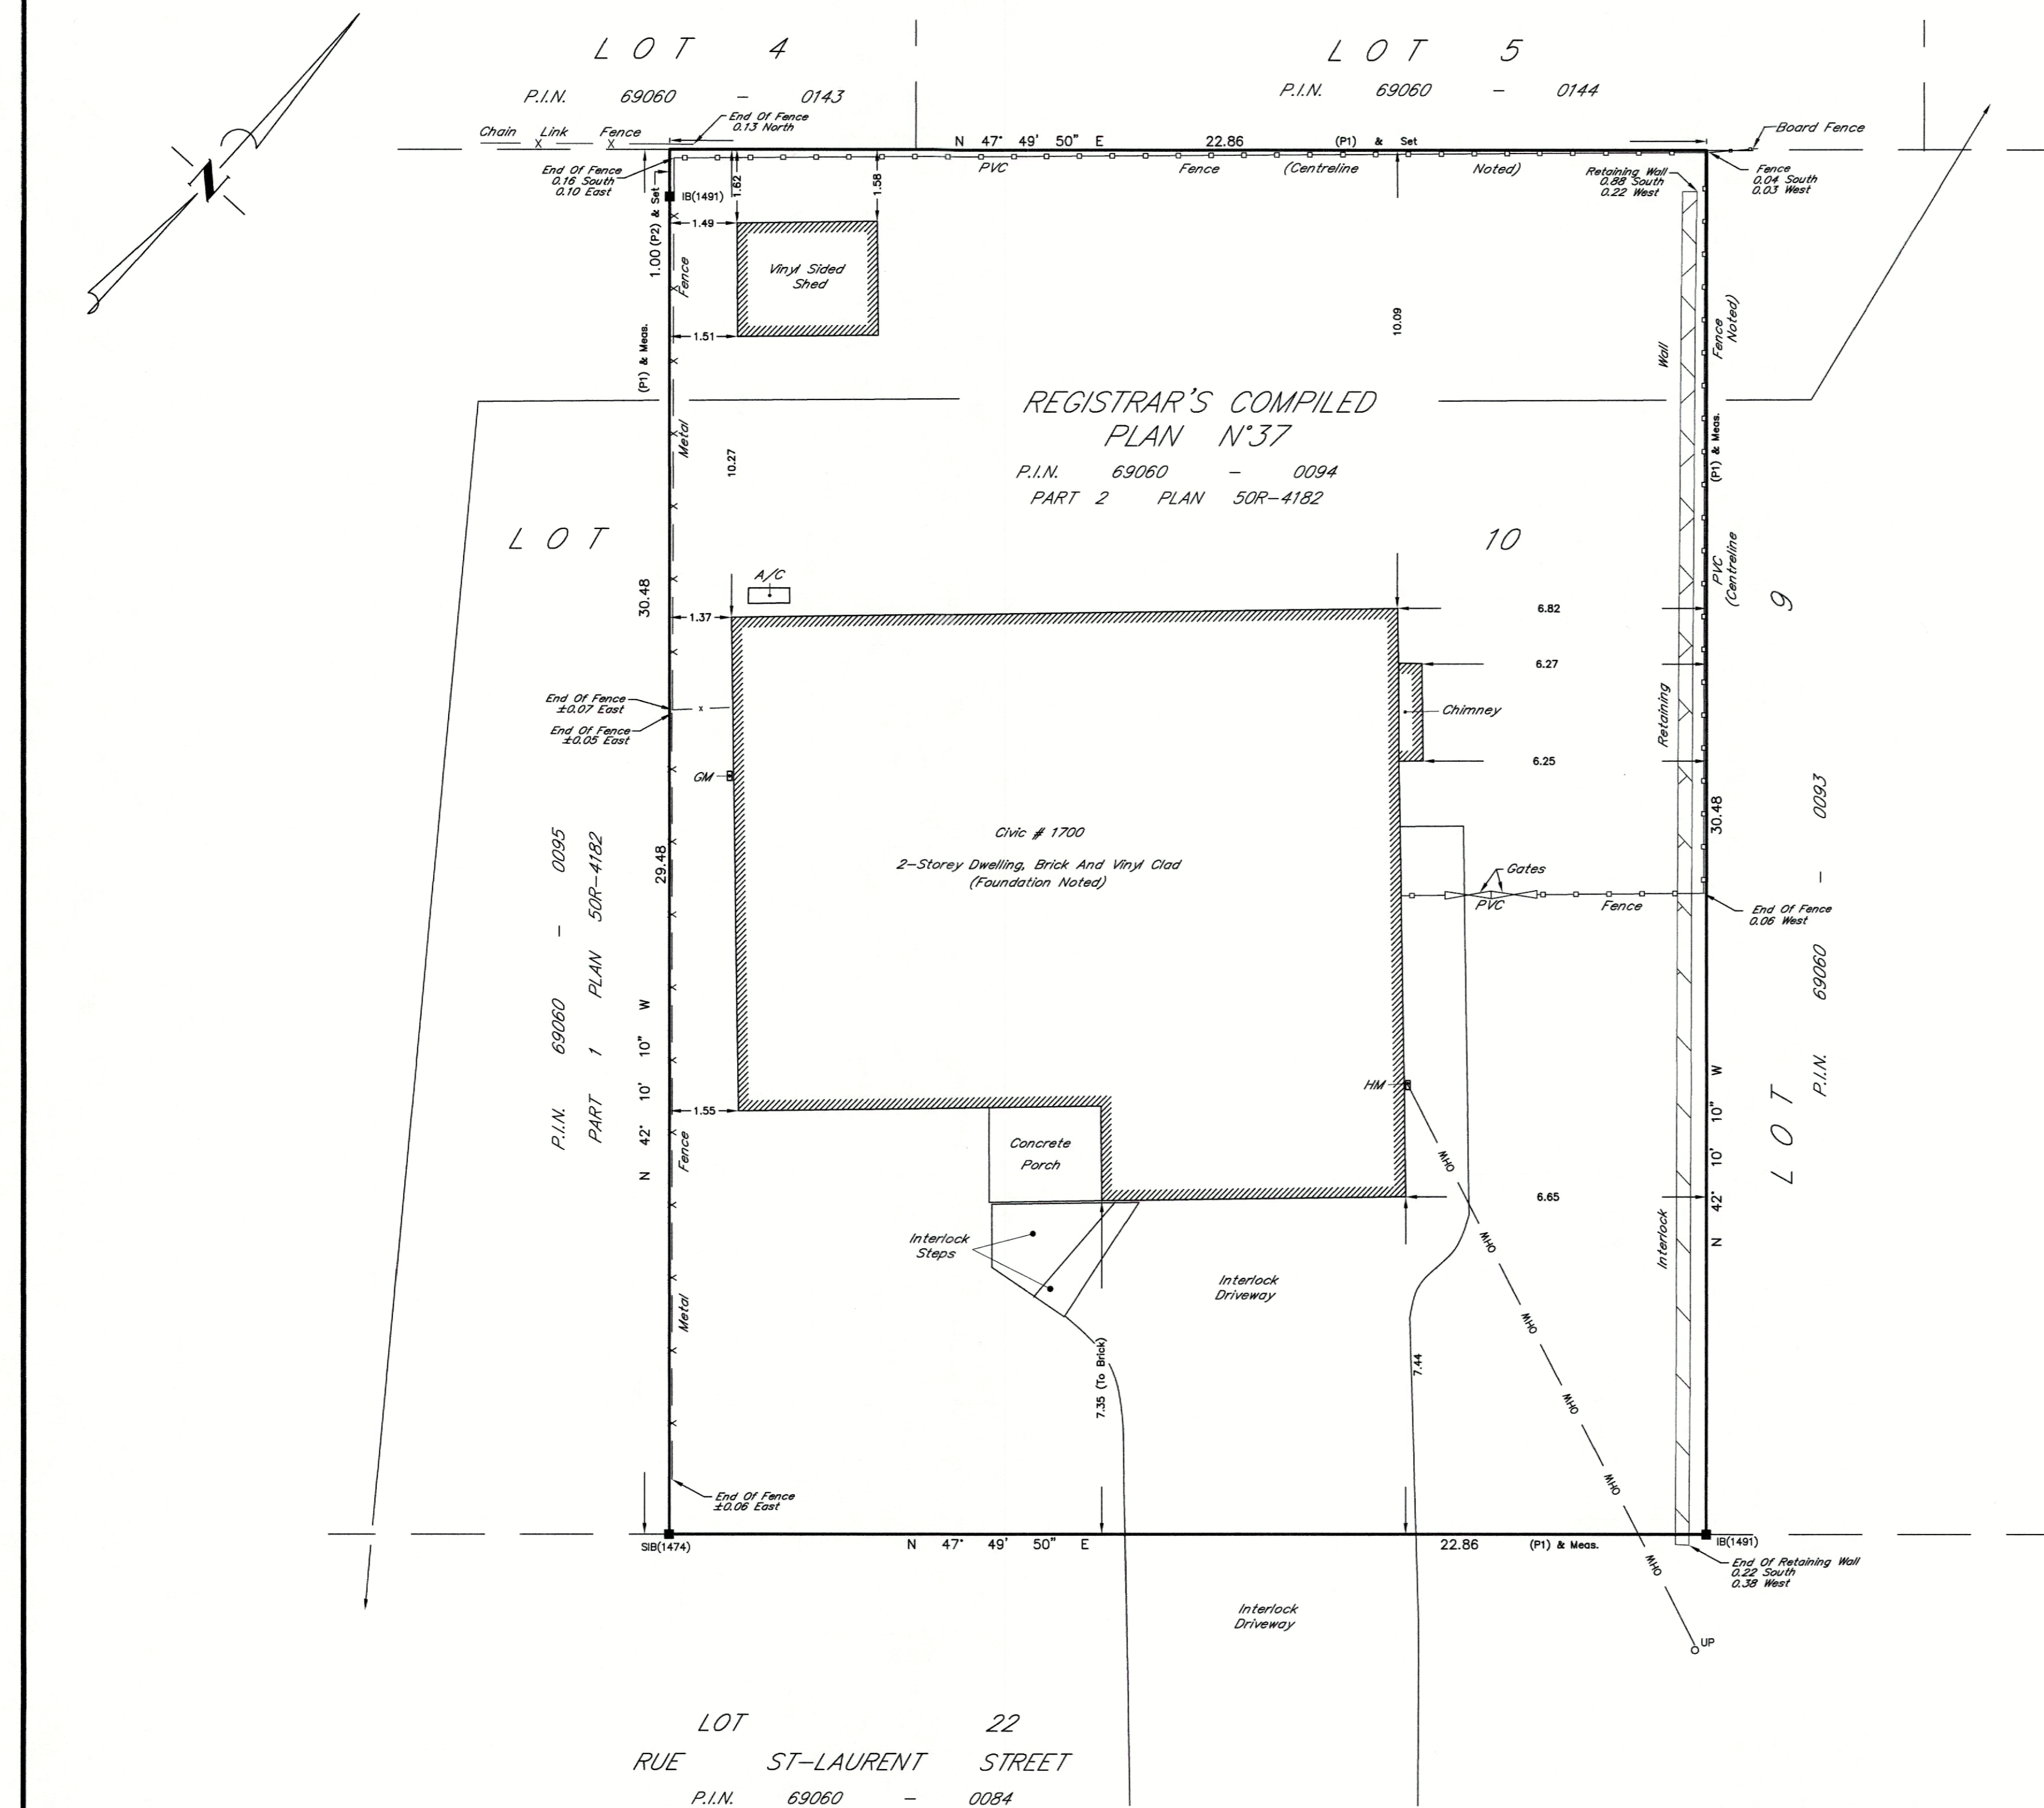 LOT 4
P.I.N. 69060 - 0143
LOT 5
P.I.N. 69060 - 0144
Chain Link Fence
End Of Fence
0.13 North
N 47° 49' 50" E 22.86 (P1) & Set
Board Fence
PVC Fence (Centreline Noted)
End Of Fence
0.16 South
0.10 East
IB(1491)
1.00 (P2) & Set
1.62
1.58
1.49
1.51
Vinyl Sided
Shed
Retaining Wall
0.88 South
0.22 West
Fence
0.04 South
0.03 West
N
Fence
Metal
(P1) & Meas.
30.48
N 42° 10' 10" W
10.27
10.09
REGISTRAR'S COMPILED
PLAN N°37
P.I.N. 69060 - 0094
PART 2 PLAN 50R-4182
LOT 10
A/C
1.37
6.82
6.27
Chimney
6.25
End Of Fence
±0.07 East
End Of Fence
±0.05 East
GM
29.48
Civic # 1700
2-Storey Dwelling, Brick And Vinyl Clad
(Foundation Noted)
Gates
PVC Fence
End Of Fence
0.06 West
P.I.N. 69060 - 0095
PART 1 PLAN 50R-4182
Interlock Retaining Wall
PVC Fence
(Centreline Noted)
N 42° 10' 10" W 30.48 (P1) & Meas.
LOT 9
P.I.N. 69060 - 0093
HM
1.55
Concrete
Porch
6.65
Metal Fence
Interlock
Steps
Interlock
Driveway
7.35 (To Brick)
7.44
OHW
OHW
OHW
OHW
OHW
OHW
End Of Fence
±0.06 East
SIB(1474)
N 47° 49' 50" E 22.86 (P1) & Meas.
IB(1491)
End Of Retaining Wall
0.22 South
0.38 West
Interlock
Driveway
UP
LOT 22
RUE ST-LAURENT STREET
P.I.N. 69060 - 0084